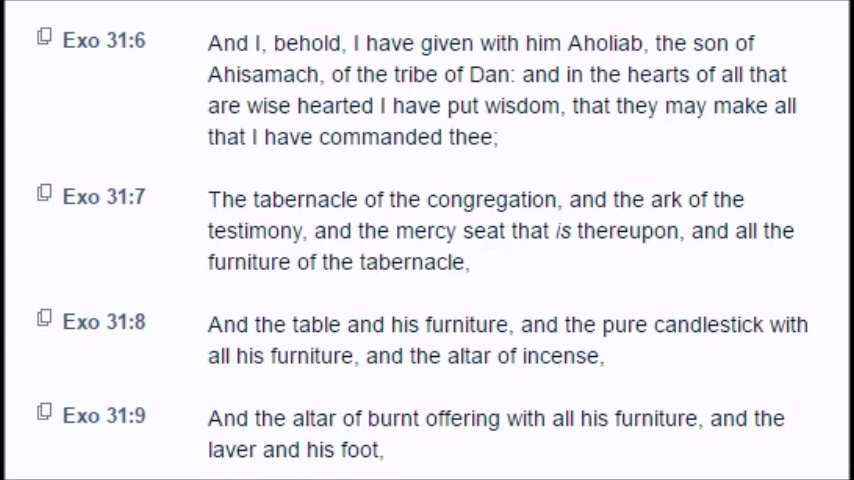 Exo 31:6 And I, behold, I have given with him Aholiab, the son of
Ahisamach, of the tribe of Dan: and in the hearts of all that
are wise hearted I have put wisdom, that they may make all
that I have commanded thee;
Exo 31:7 The tabernacle of the congregation, and the ark of the
testimony, and the mercy seat that is thereupon, and all the
furniture of the tabernacle,
Exo 31:8 And the table and his furniture, and the pure candlestick with
all his furniture, and the altar of incense,
Exo 31:9 And the altar of burnt offering with all his furniture, and the
laver and his foot,